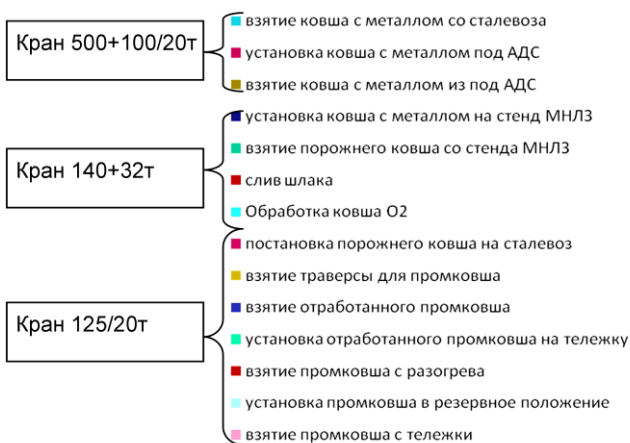 Кран 500+100/20т
взятие ковша с металлом со сталевоза
установка ковша с металлом под АДС
взятие ковша с металлом из под АДС
Кран 140+32т
установка ковша с металлом на стенд МНЛЗ
взятие порожнего ковша со стенда МНЛЗ
слив шлака
Обработка ковша О2
постановка порожнего ковша на сталевоз
Кран 125/20т
взятие траверсы для промковша
взятие отработанного промковша
установка отработанного промковша на тележку
взятие промковша с разогрева
установка промковша в резервное положение
взятие промковша с тележки